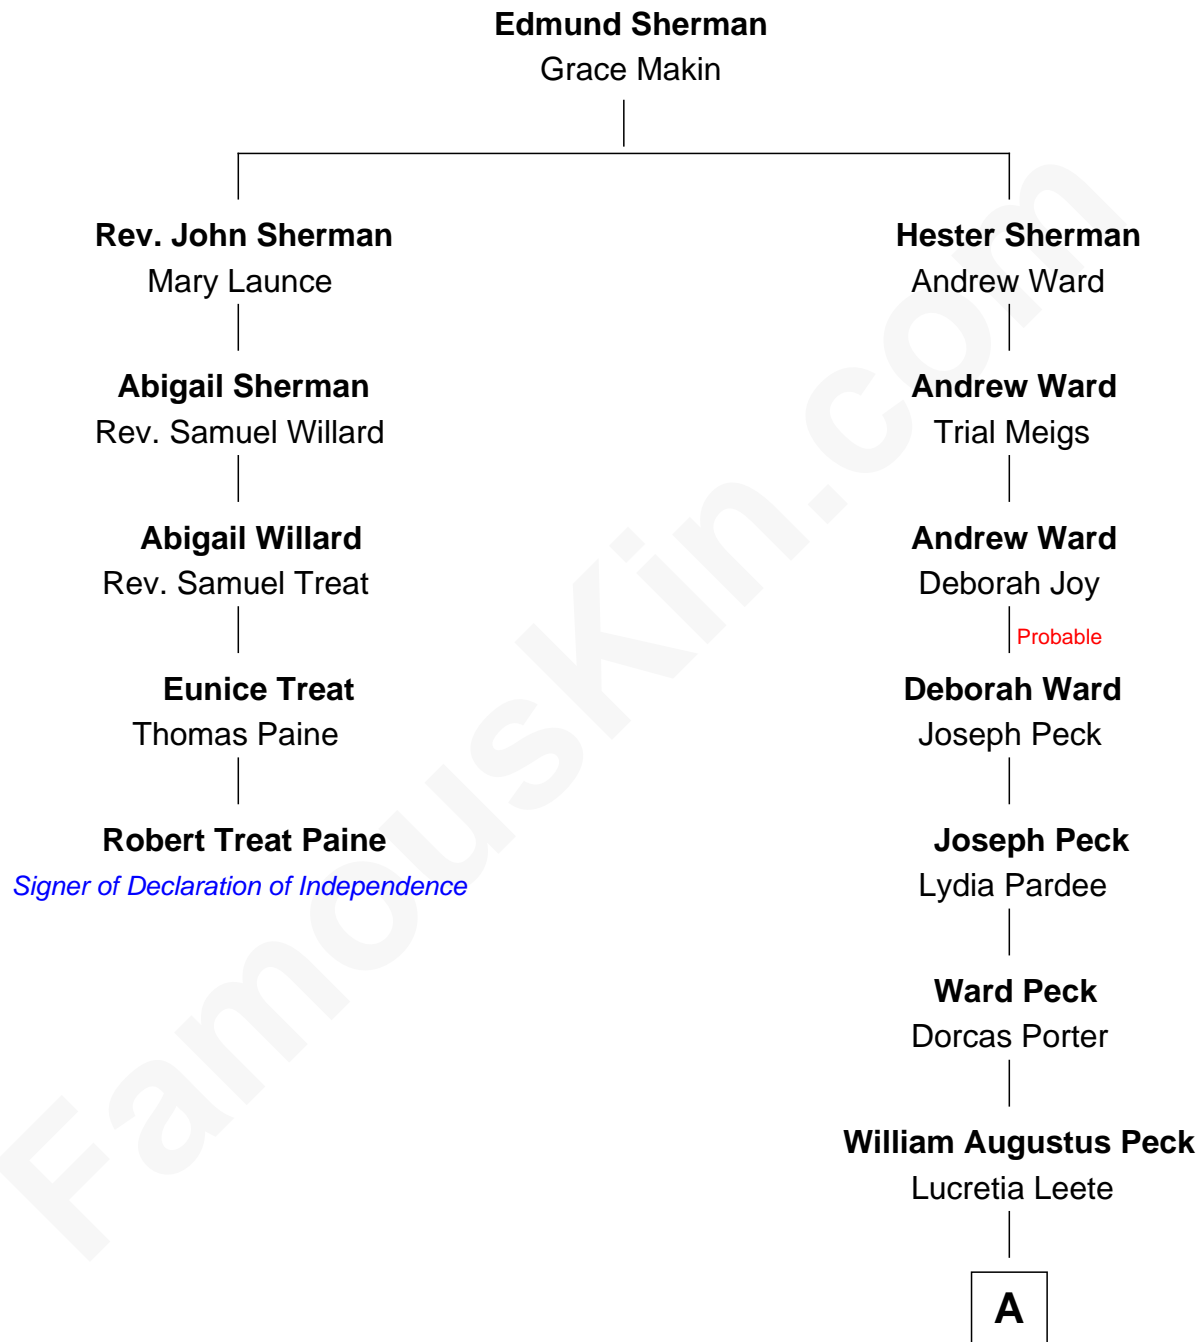 Edmund Sherman
Grace Makin
Rev. John Sherman
Mary Launce
Hester Sherman
Andrew Ward
Abigail Sherman
Rev. Samuel Willard
Andrew Ward
Trial Meigs
Abigail Willard
Rev. Samuel Treat
Andrew Ward
Deborah Joy
Probable
Eunice Treat
Thomas Paine
Deborah Ward
Joseph Peck
Robert Treat Paine
Signer of Declaration of Independence
Joseph Peck
Lydia Pardee
Ward Peck
Dorcas Porter
William Augustus Peck
Lucretia Leete
A
FamousKin.com